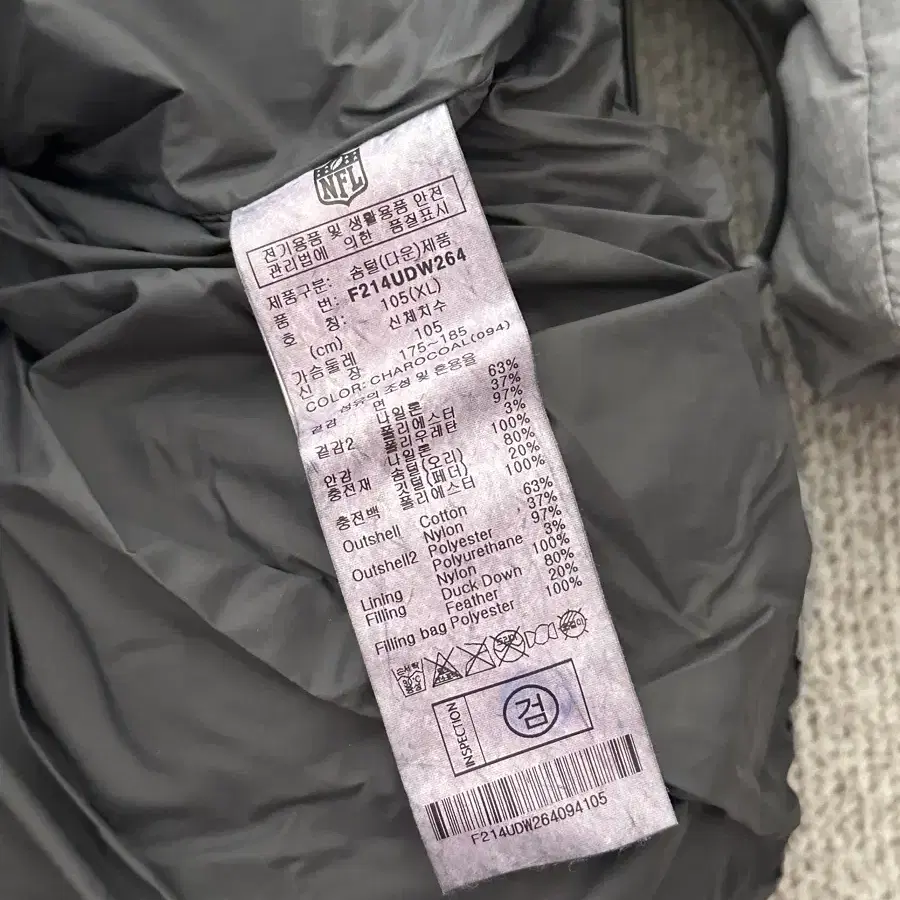 NFL
전기용품 및 생활용품 안전
관리법에 의한 품질표시
제품구분: 솜털(다운)제품
품 번: F214UDW264
호 칭: 105(XL)
(cm) 신체치수
가슴둘레 105
신 장 175~185
COLOR: CHAROCOAL(094)
겉감 섬유의 조성 및 혼용율
면 63%
나일론 37%
겉감2 폴리에스터 97%
폴리우레탄 3%
안감 나일론 100%
충전재 솜털(오리) 80%
깃털(페더) 20%
충전백 폴리에스터 100%
Outshell Cotton 63%
Nylon 37%
Outshell2 Polyester 97%
Polyurethane 3%
Lining Nylon 100%
Filling Duck Down 80%
Feather 20%
Filling bag Polyester 100%
INSPECTION
검
F214UDW264094105